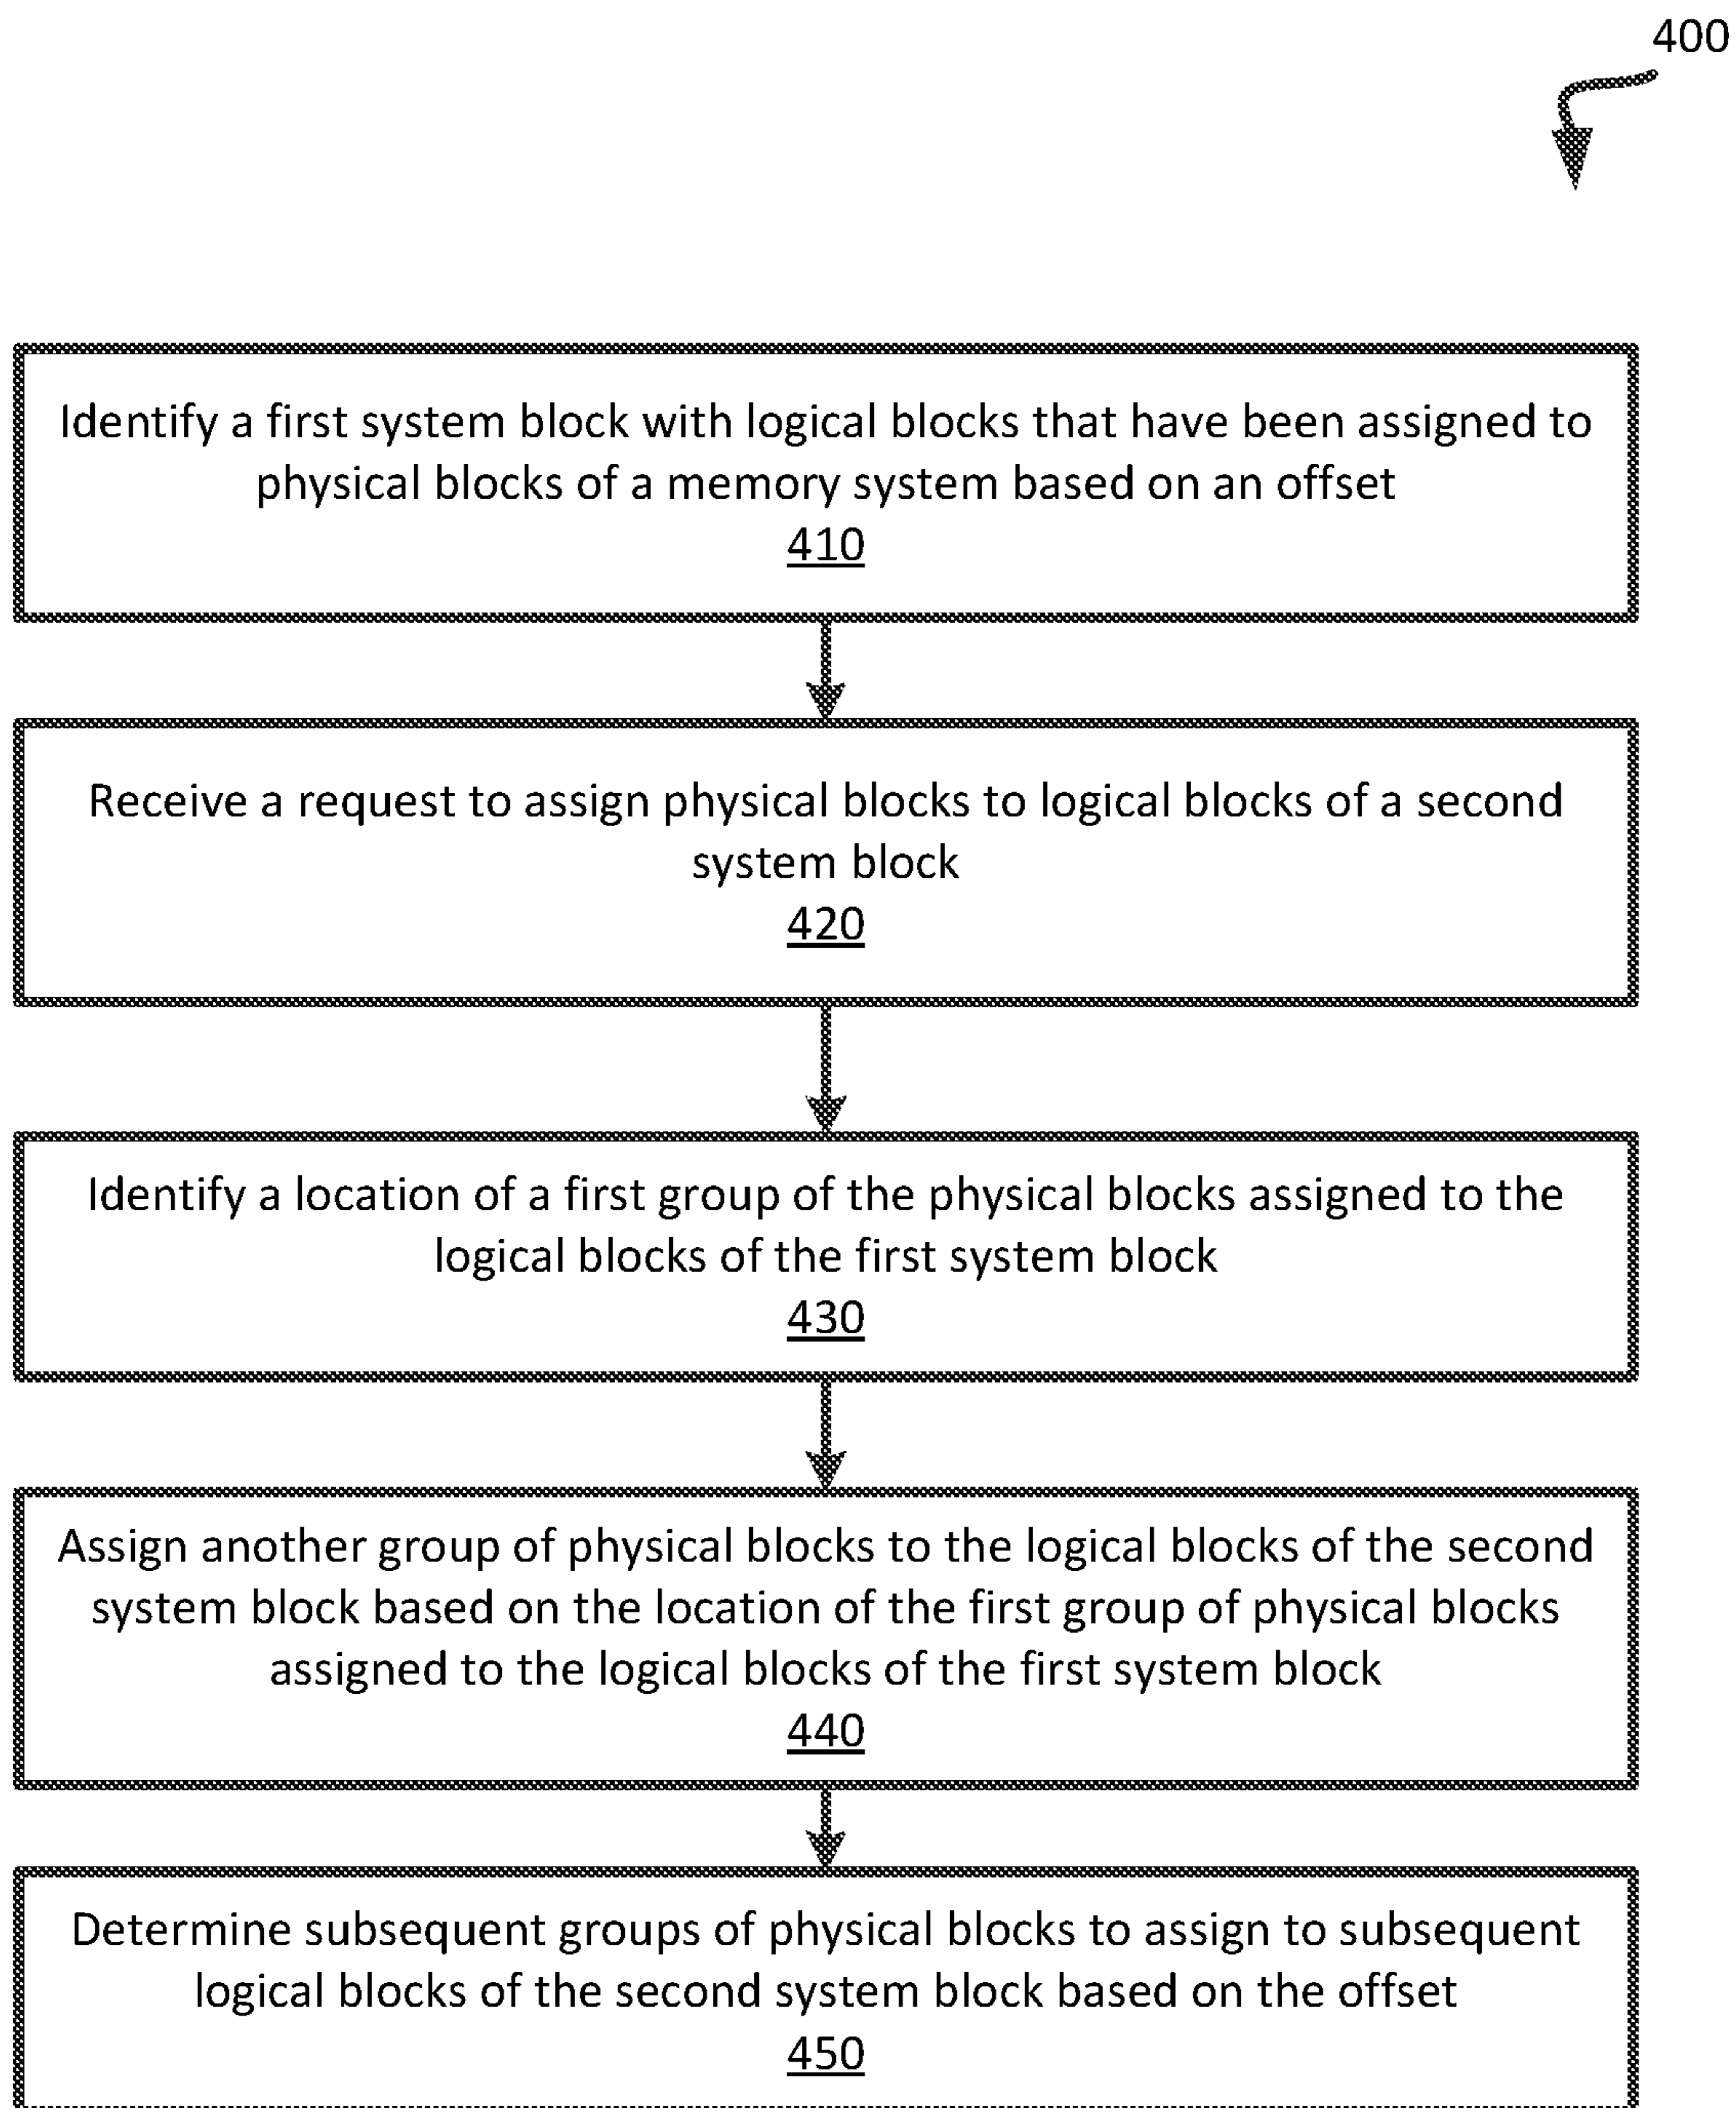 400
Identify a first system block with logical blocks that have been assigned to
physical blocks of a memory system based on an offset
410
Receive a request to assign physical blocks to logical blocks of a second
system block
420
Identify a location of a first group of the physical blocks assigned to the
logical blocks of the first system block
430
Assign another group of physical blocks to the logical blocks of the second
system block based on the location of the first group of physical blocks
assigned to the logical blocks of the first system block
440
Determine subsequent groups of physical blocks to assign to subsequent
logical blocks of the second system block based on the offset
450